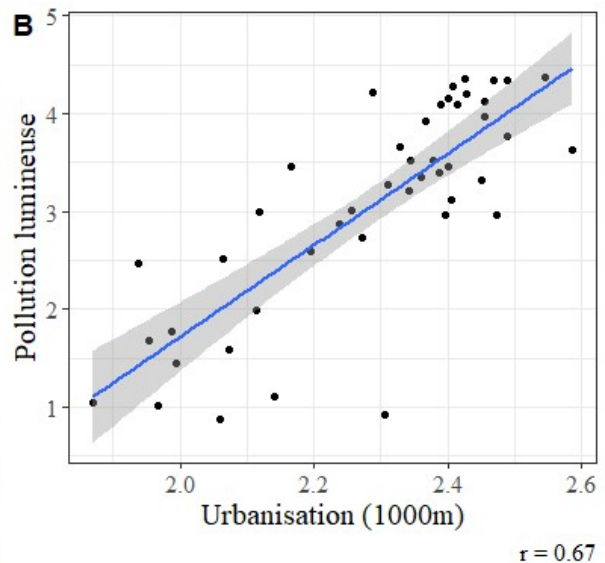 B
Pollution lumineuse
5
4
3
2
1
2.0 2.2 2.4 2.6
Urbanisation (1000m)
r = 0.67